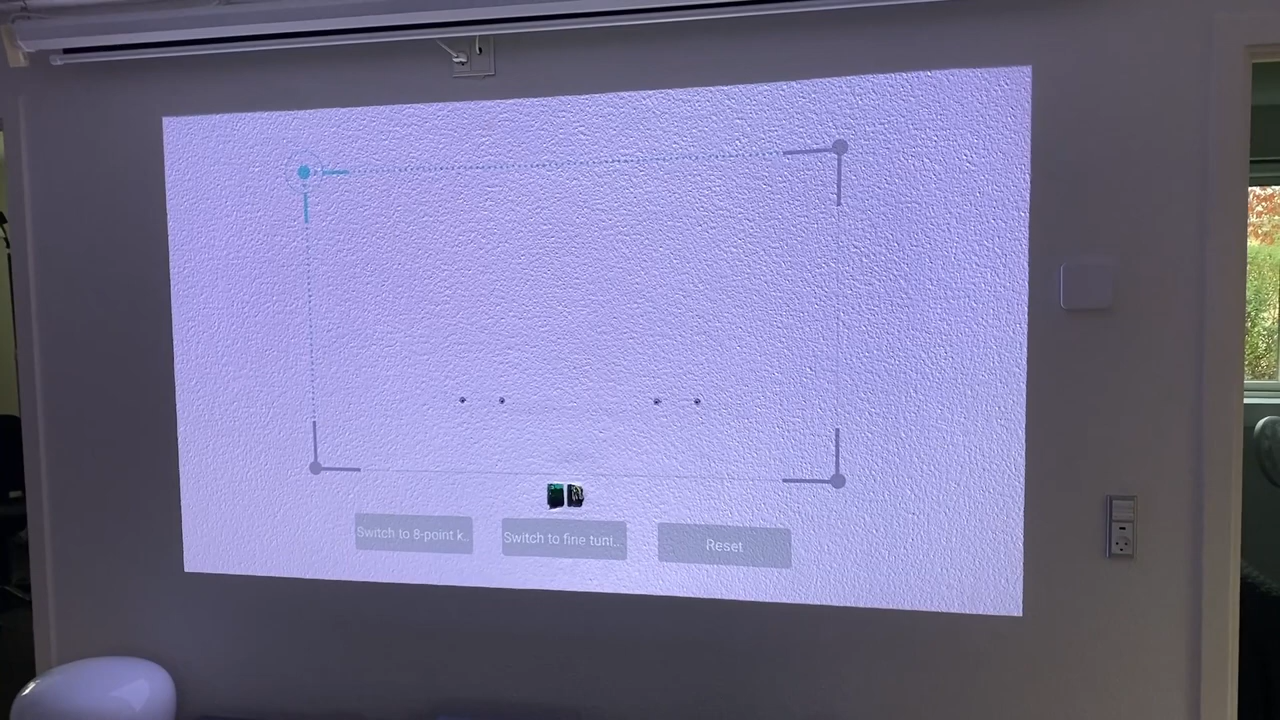 Switch to 8-point k..
Switch to fine tuni...
Reset